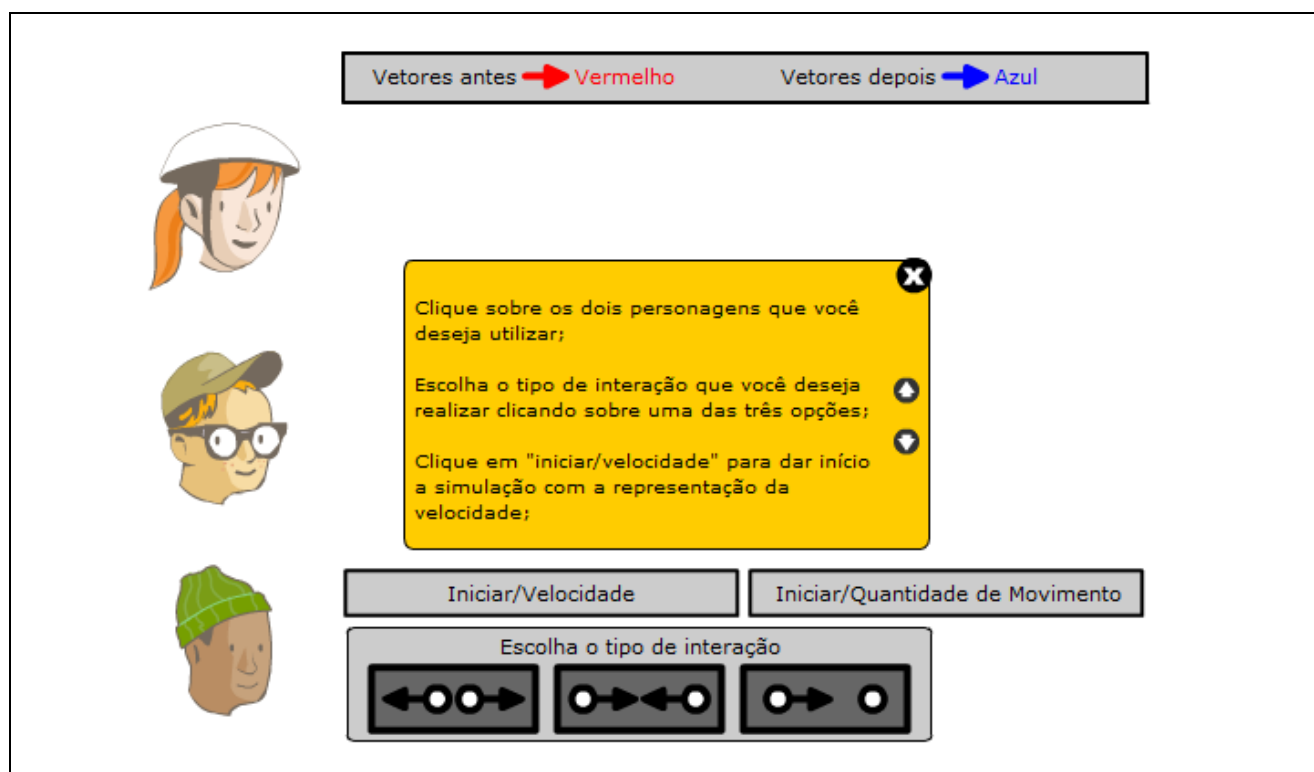 Vetores antes Vermelho Vetores depois Azul
Clique sobre os dois personagens que você
deseja utilizar;
Escolha o tipo de interação que você deseja
realizar clicando sobre uma das três opções;
Clique em "iniciar/velocidade" para dar início
a simulação com a representação da
velocidade;
Iniciar/Velocidade Iniciar/Quantidade de Movimento
Escolha o tipo de interação